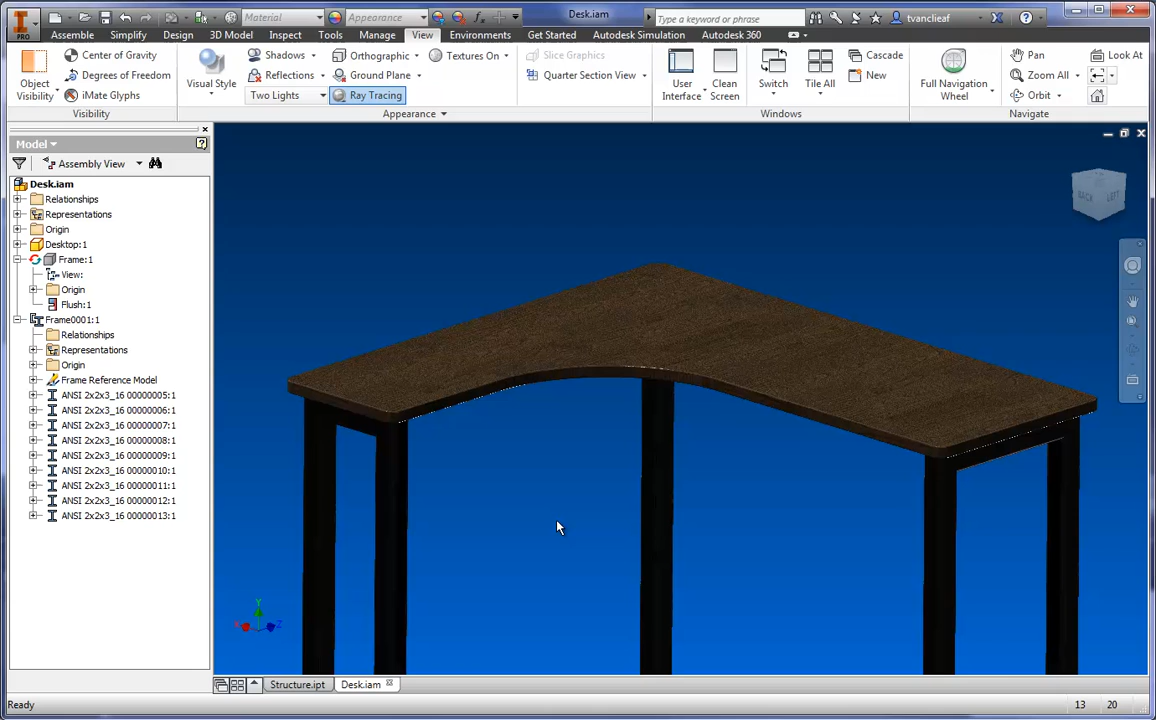 Material
Appearance
Desk.iam
Type a keyword or phrase
tvanclieaf
PRO
Assemble Simplify Design 3D Model Inspect Tools Manage View Environments Get Started Autodesk Simulation Autodesk 360
Object Visibility
Center of Gravity
Degrees of Freedom
iMate Glyphs
Visibility
Visual Style
Shadows
Reflections
Two Lights
Orthographic
Ground Plane
Ray Tracing
Textures On
Appearance
Slice Graphics
Quarter Section View
User Interface
Clean Screen
Switch
Tile All
Cascade
New
Windows
Full Navigation Wheel
Pan
Zoom All
Orbit
Look At
Navigate
Model
Assembly View
Desk.iam
Relationships
Representations
Origin
Desktop:1
Frame:1
View:
Origin
Flush:1
Frame0001:1
Relationships
Representations
Origin
Frame Reference Model
ANSI 2x2x3_16 00000005:1
ANSI 2x2x3_16 00000006:1
ANSI 2x2x3_16 00000007:1
ANSI 2x2x3_16 00000008:1
ANSI 2x2x3_16 00000009:1
ANSI 2x2x3_16 00000010:1
ANSI 2x2x3_16 00000011:1
ANSI 2x2x3_16 00000012:1
ANSI 2x2x3_16 00000013:1
BACK LEFT
Y
X
Z
Structure.ipt Desk.iam
Ready
13 20